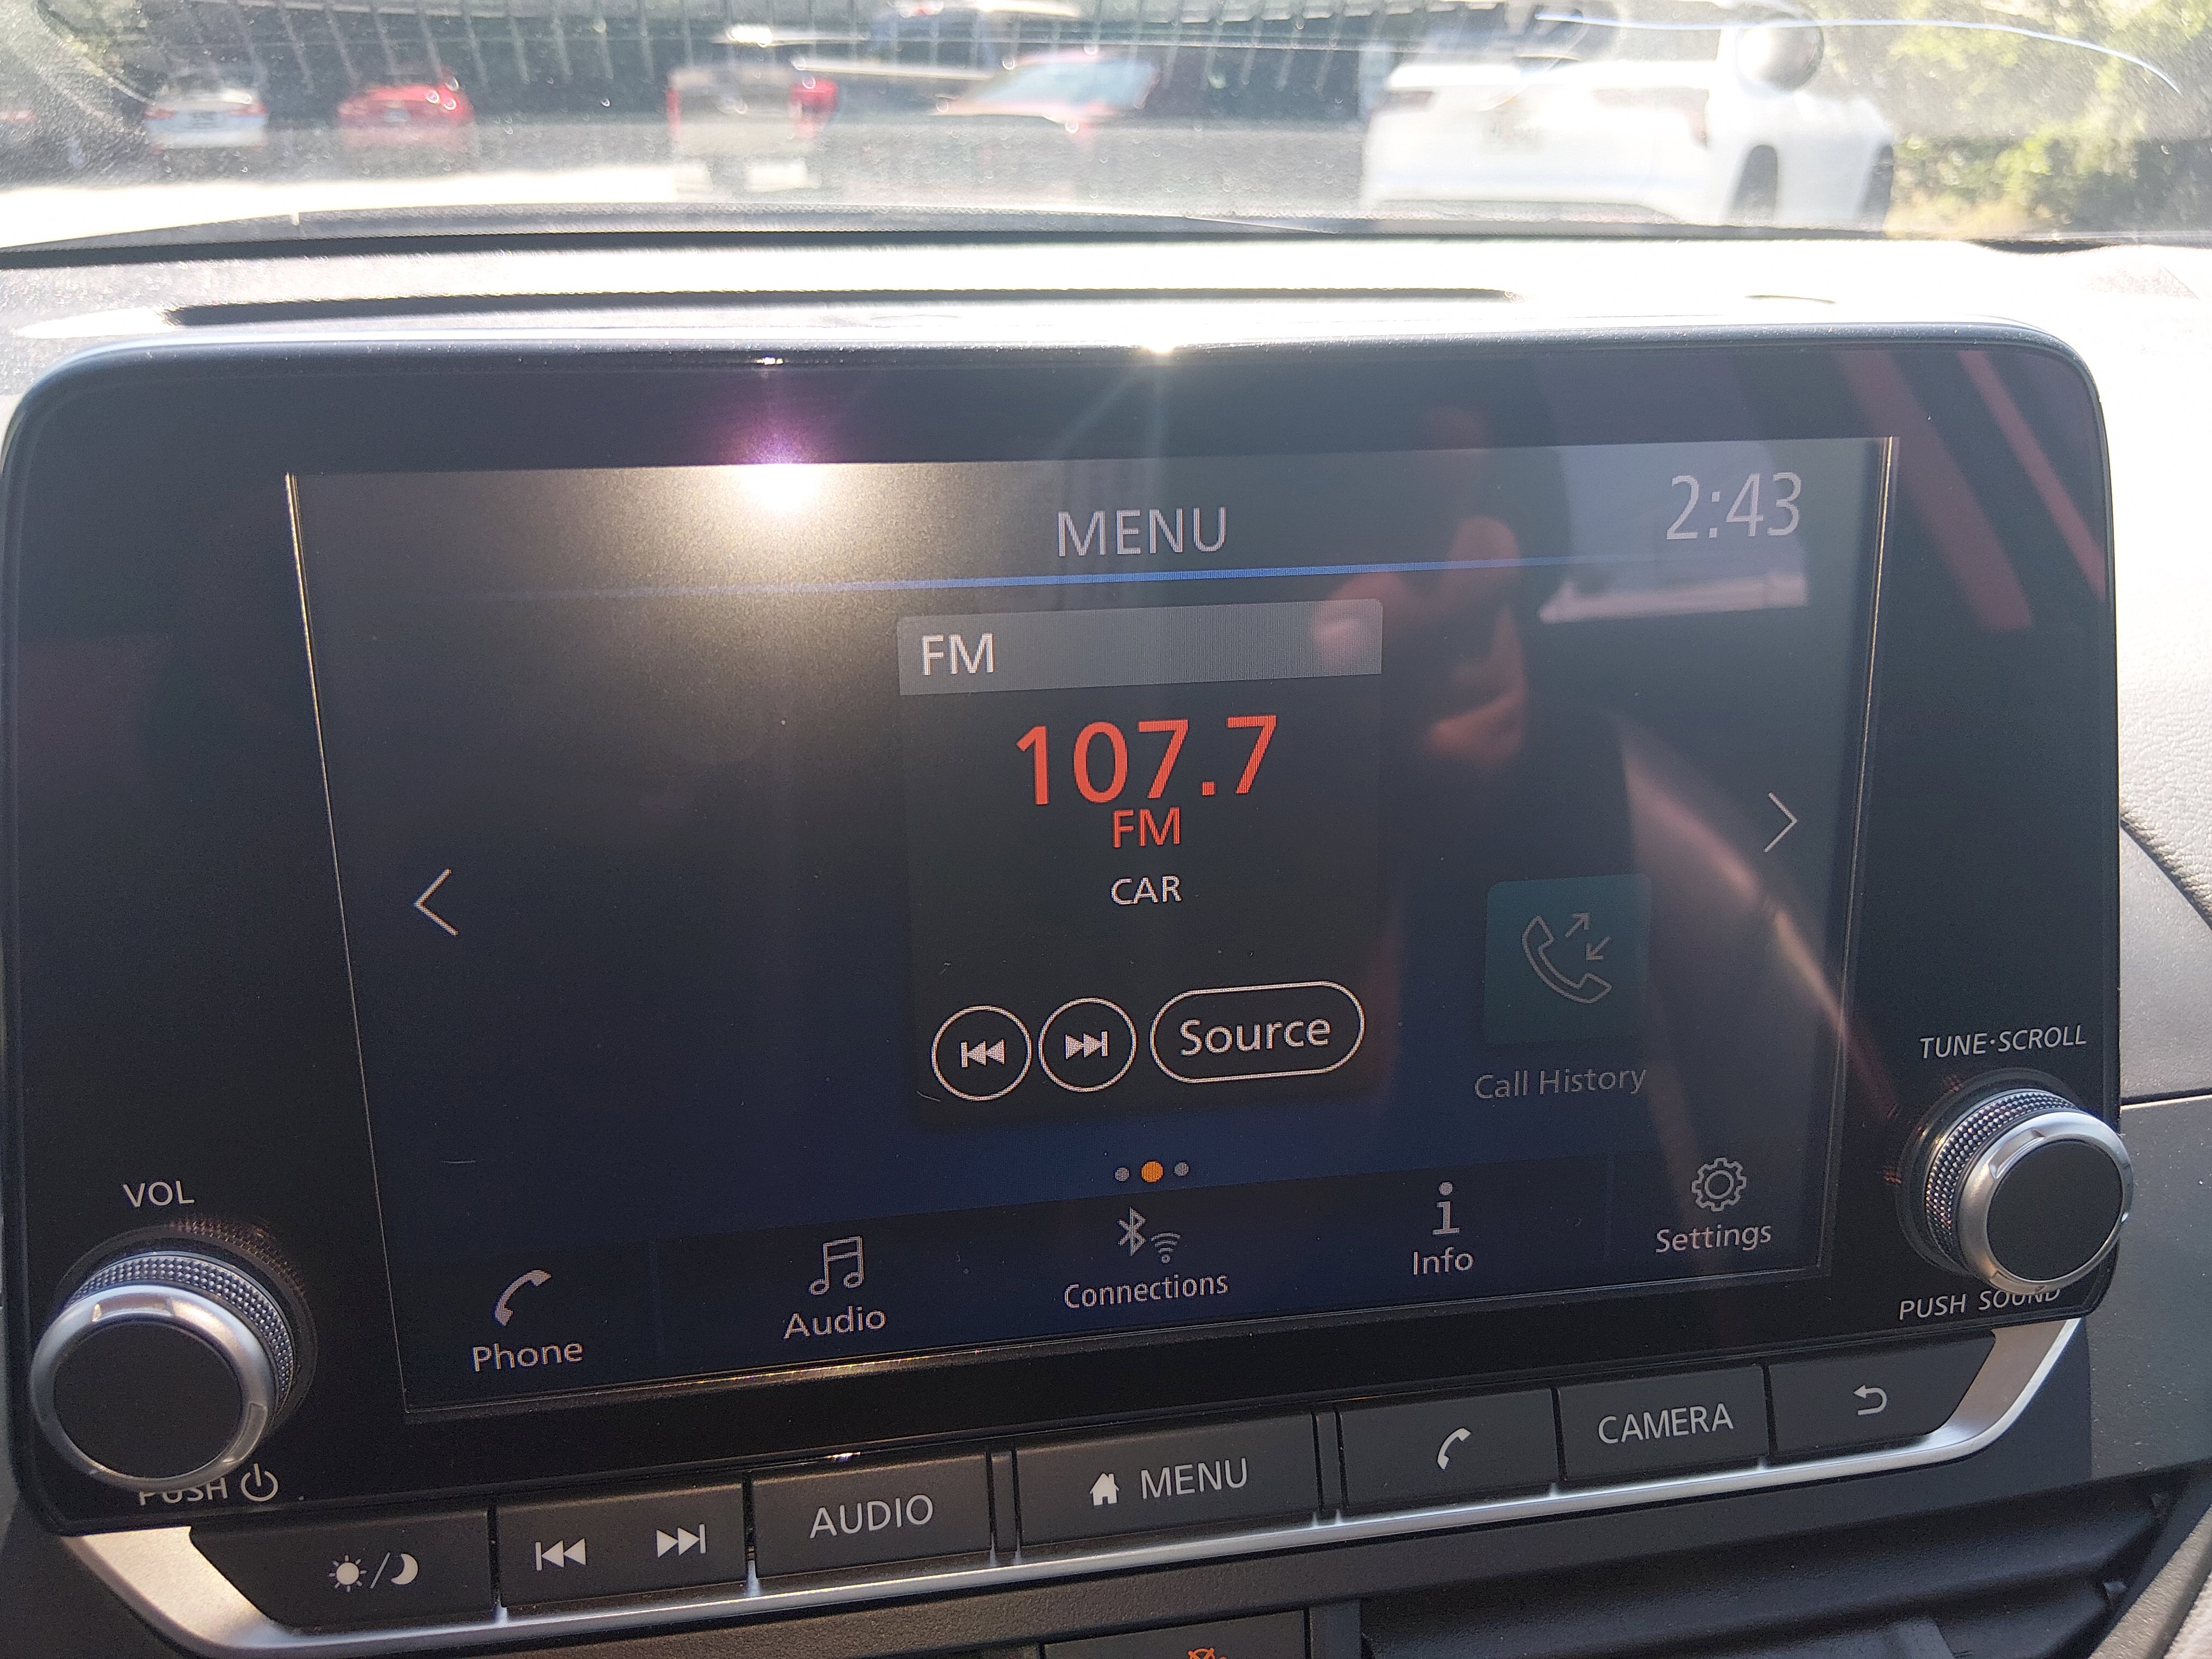 MENU
2:43
FM
107.7
FM
CAR
Source
Call History
TUNE·SCROLL
VOL
Phone
Audio
Connections
Info
Settings
PUSH SOUND
PUSH
AUDIO
MENU
CAMERA